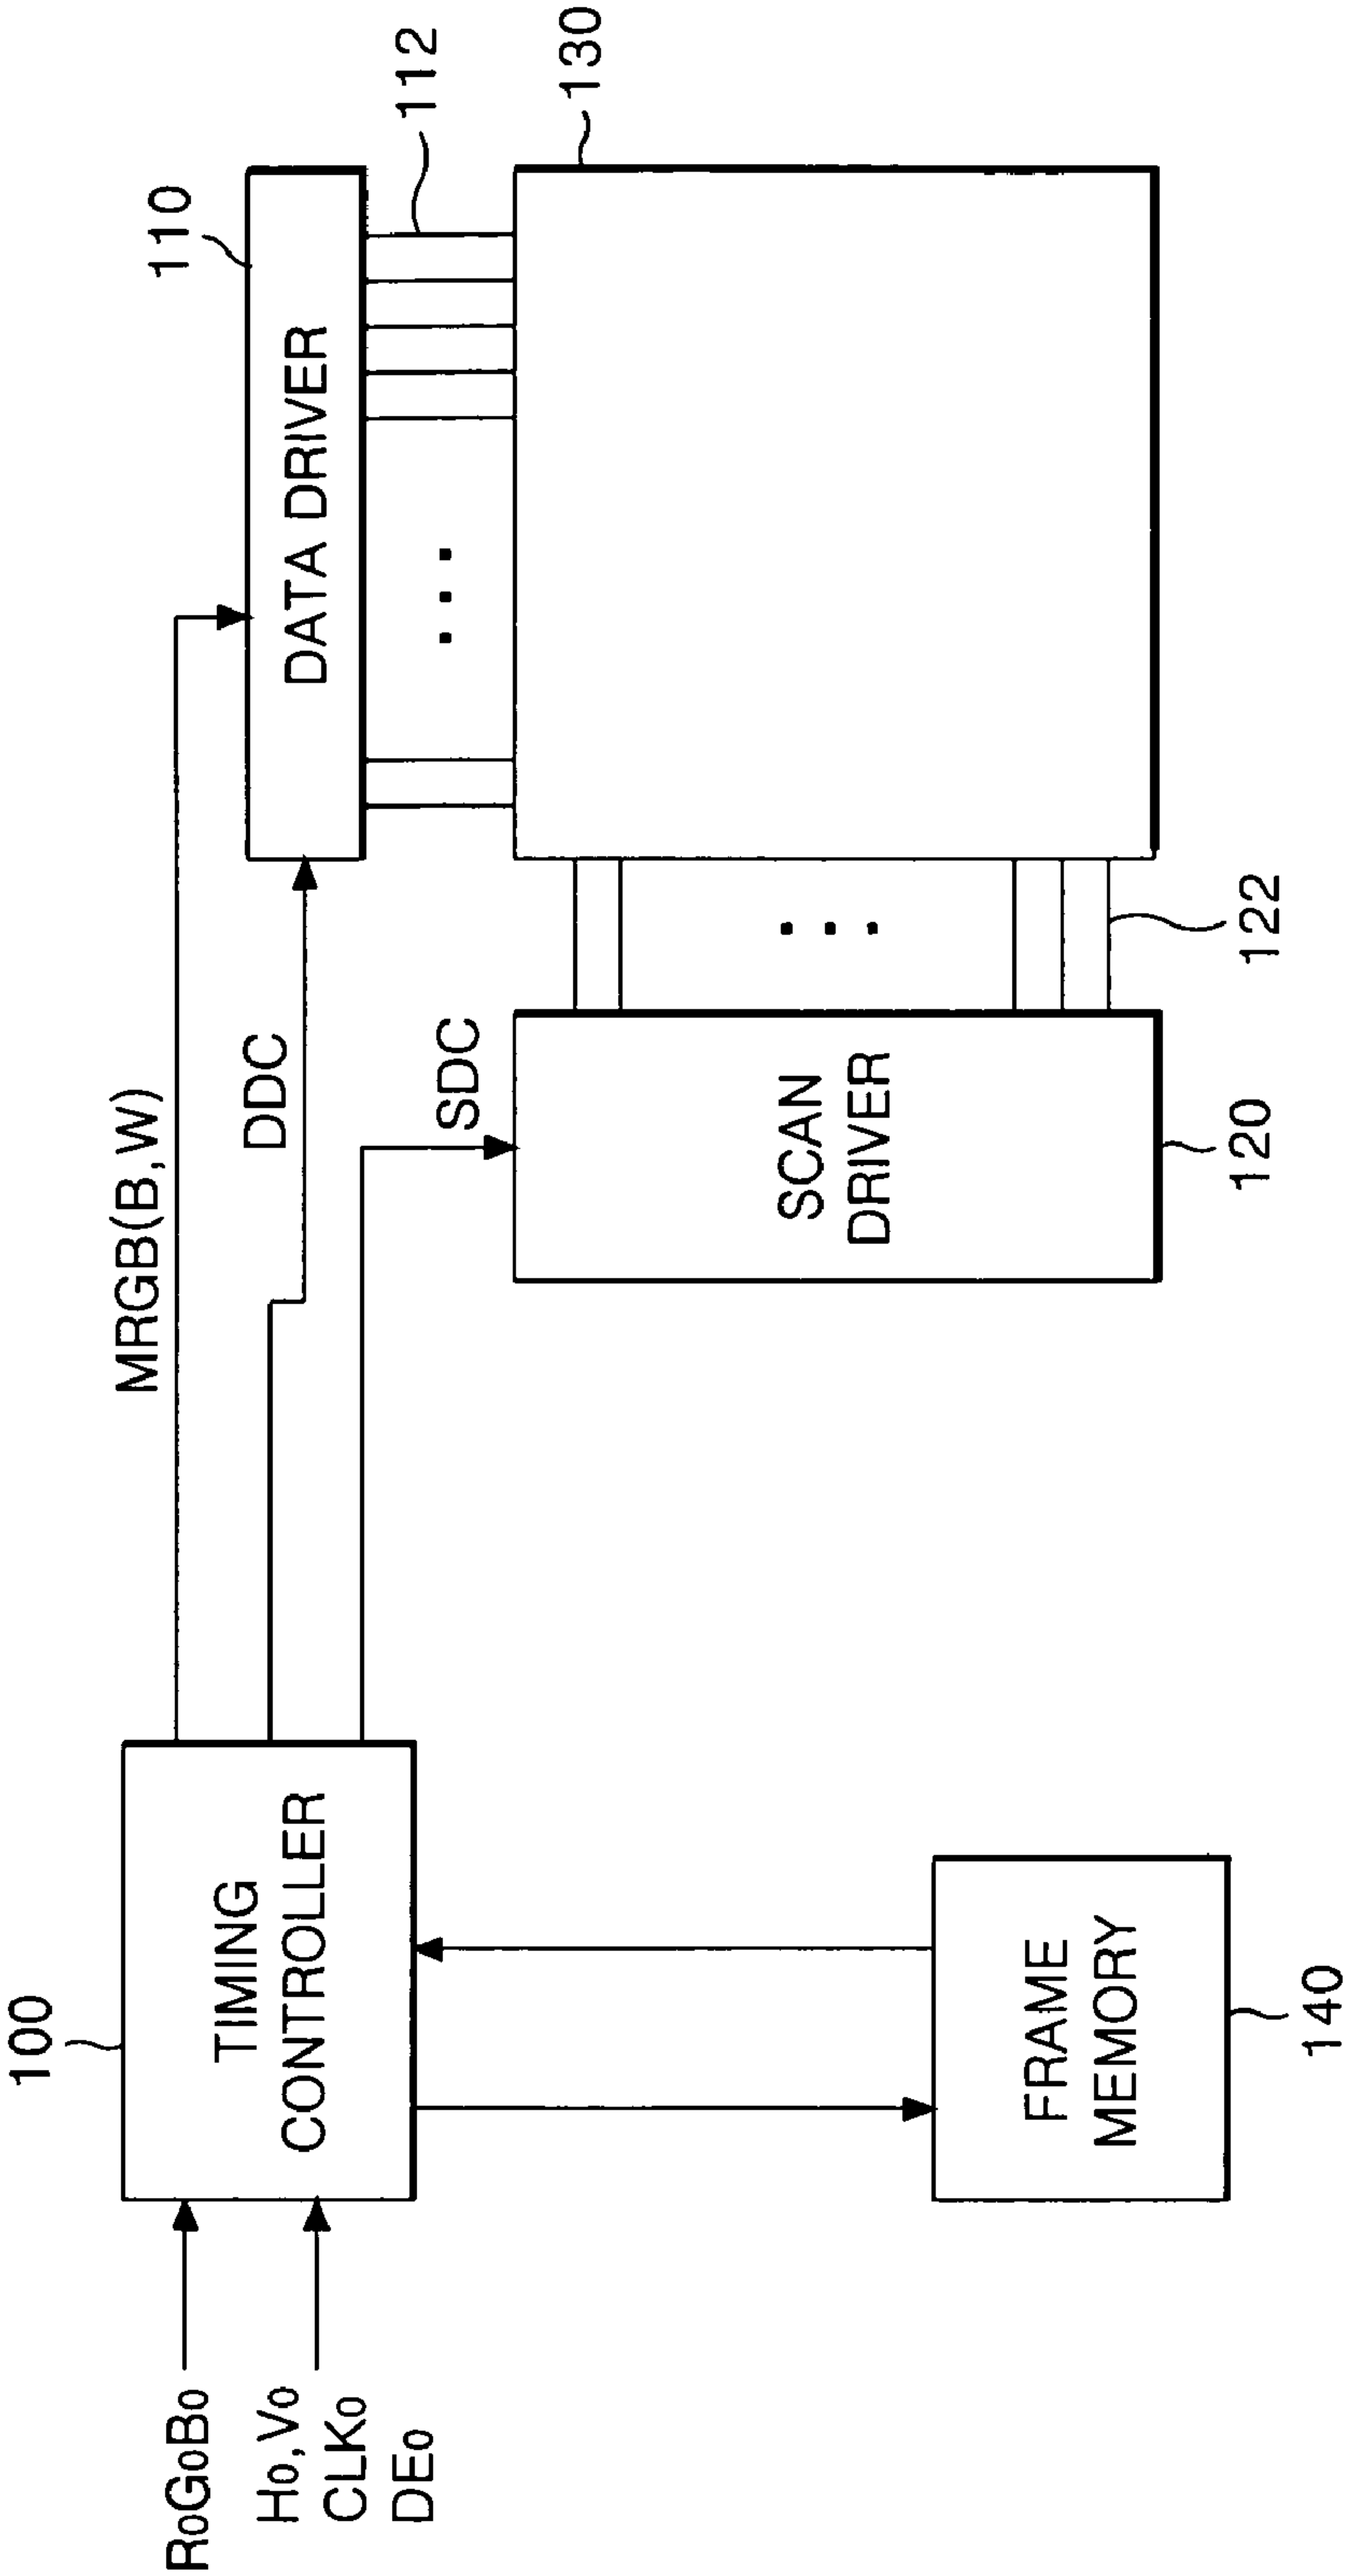 100
TIMING
CONTROLLER
R0G0B0
H0,V0
CLK0
DE0
FRAME
MEMORY
140
MRGB(B,W)
DDC
SDC
110
DATA DRIVER
112
130
SCAN
DRIVER
120
122